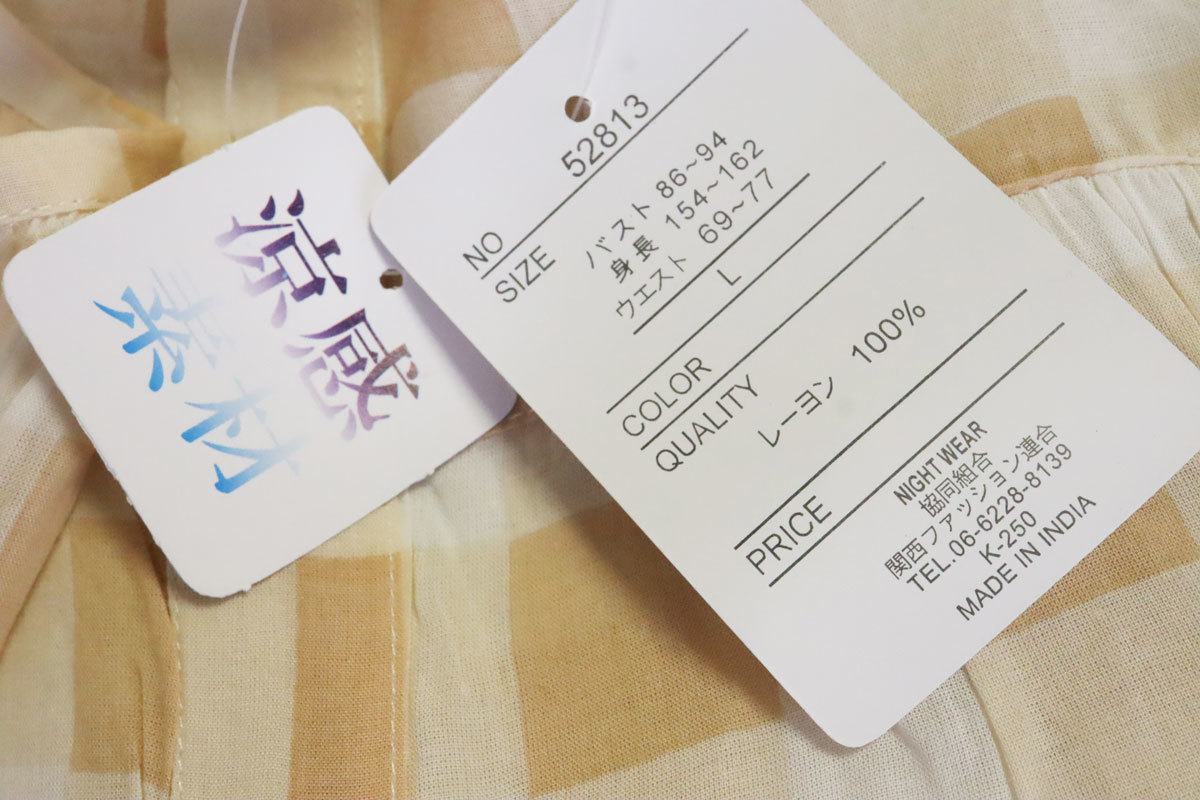 涼感
素材
NO
52813
SIZE
バスト 86~94
身長 154~162
ウエスト 69~77
L
COLOR
QUALITY
レーヨン 100%
PRICE
NIGHT WEAR
協同組合
関西ファッション連合
TEL.06-6228-8139
K-250
MADE IN INDIA